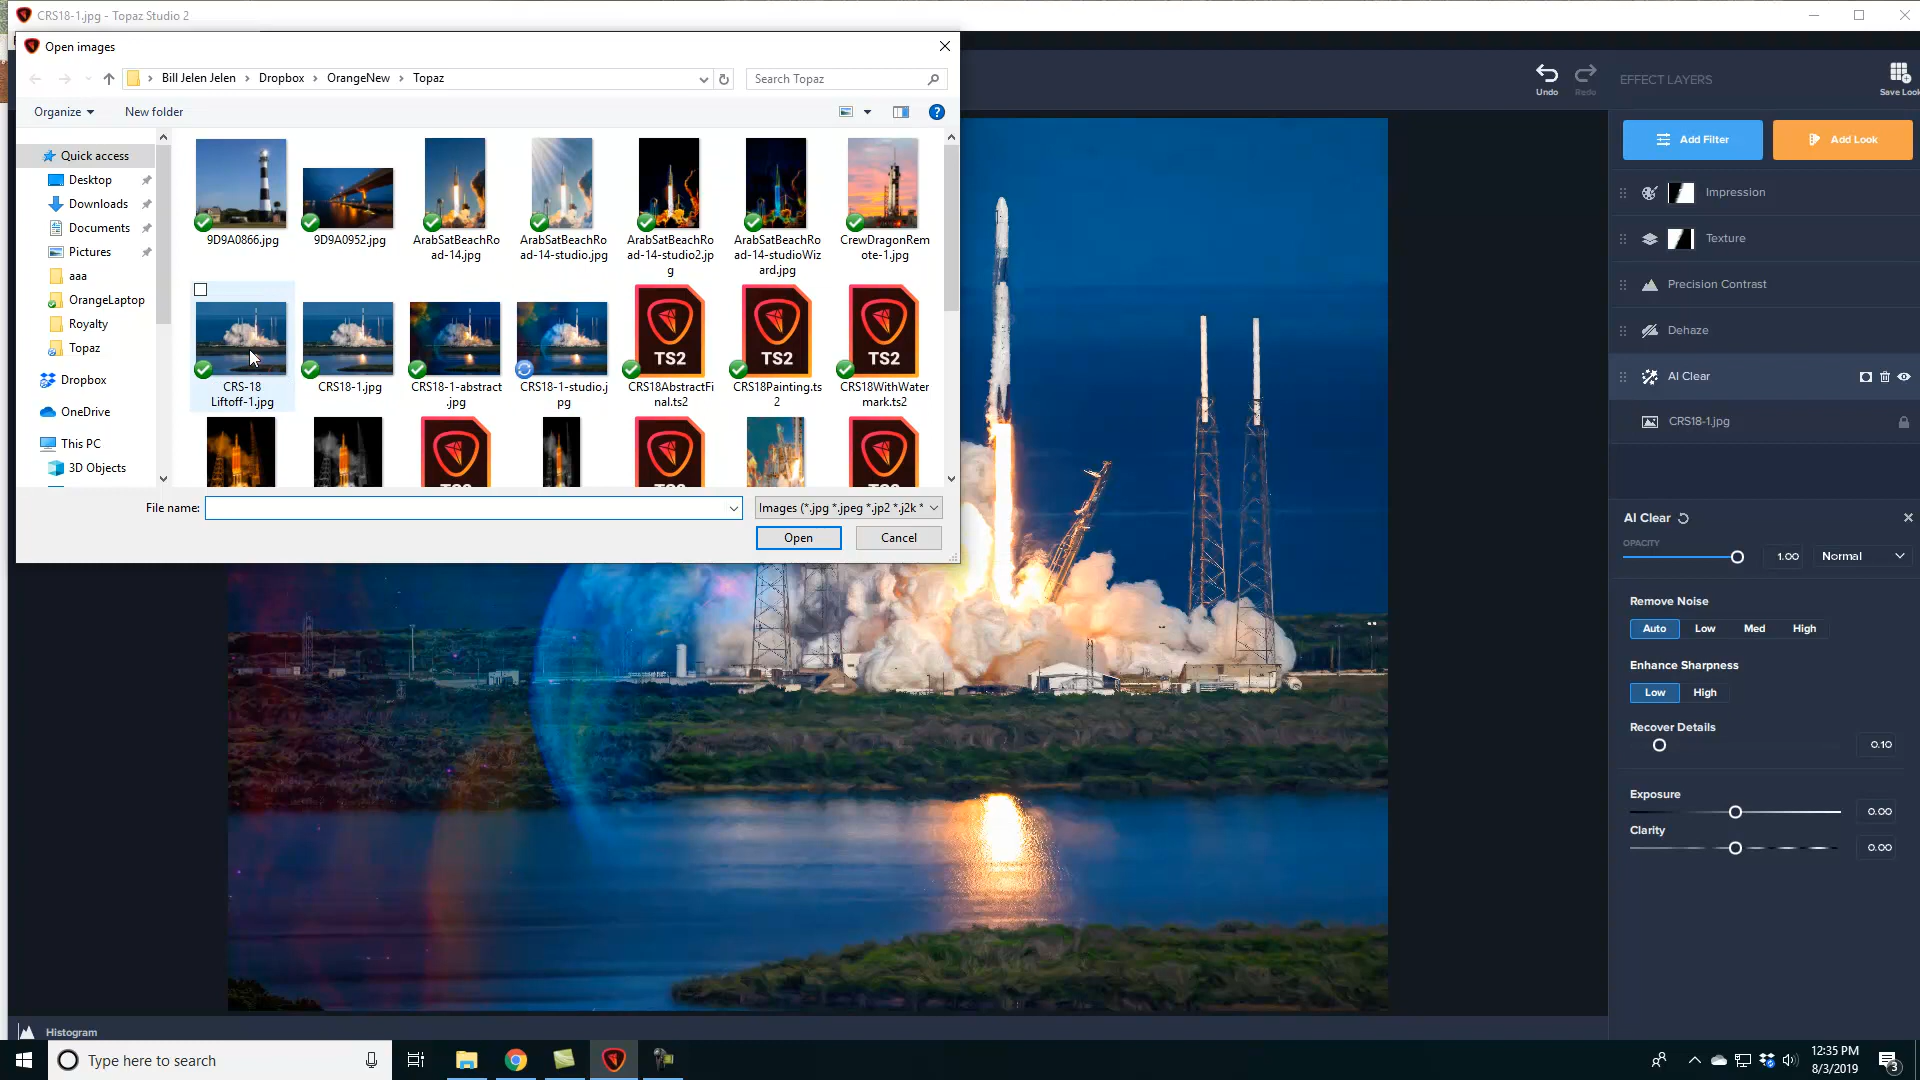 CRS18-1.jpg - Topaz Studio 2
Open images
Bill Jelen Jelen
Dropbox
OrangeNew
Topaz
Search Topaz
Organize
New folder
Quick access
Desktop
Downloads
Documents
Pictures
aaa
OrangeLaptop
Royalty
Topaz
Dropbox
OneDrive
This PC
3D Objects
9D9A0866.jpg
9D9A0952.jpg
ArabSatBeachRo
ad-14.jpg
ArabSatBeachRo
ad-14-studio.jpg
ArabSatBeachRo
ad-14-studio2.jp
g
ArabSatBeachRo
ad-14-studioWiz
ard.jpg
CrewDragonRem
ote-1.jpg
CRS-18
Liftoff-1.jpg
CRS18-1.jpg
CRS18-1-abstract
.jpg
CRS18-1-studio.j
pg
TS2
CRS18AbstractFi
nal.ts2
TS2
CRS18Painting.ts
2
TS2
CRS18WithWater
mark.ts2
TS2
TS2
TS2
File name:
Images (*.jpg *.jpeg *.jp2 *.j2k *
Open
Cancel
Undo
Redo
EFFECT LAYERS
Save Look
Add Filter
Add Look
Impression
Texture
Precision Contrast
Dehaze
AI Clear
CRS18-1.jpg
AI Clear
OPACITY
1.00
Normal
Remove Noise
Auto
Low
Med
High
Enhance Sharpness
Low
High
Recover Details
0.10
Exposure
0.00
Clarity
0.00
Histogram
Type here to search
12:35 PM
8/3/2019
3